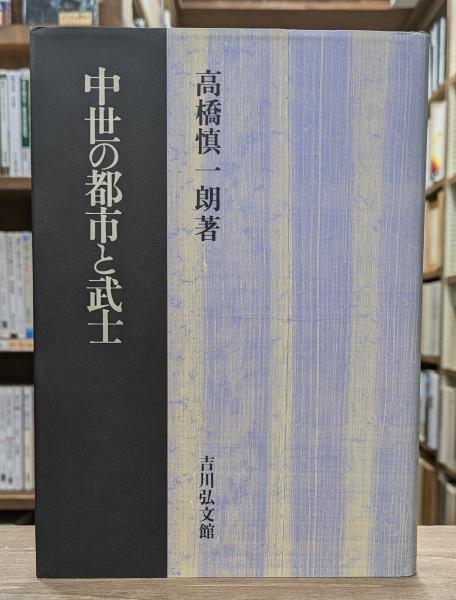 中世の都市と武士
高橋慎一朗著
吉川弘文館